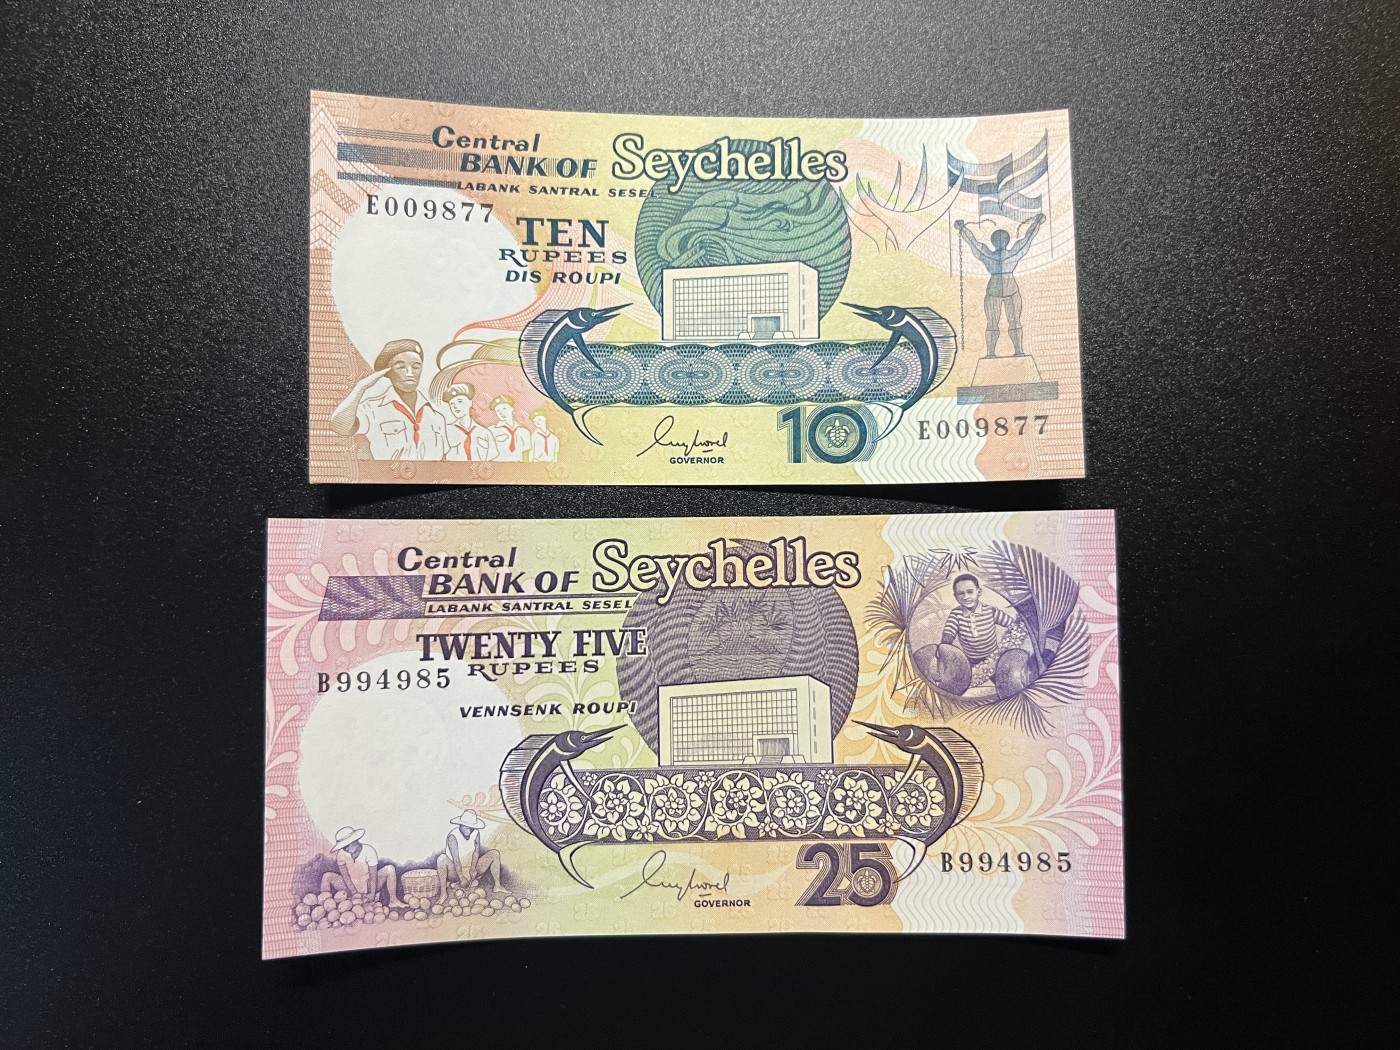 Central
BANK OF Seychelles
LABANK SANTRAL SESEL
E009877
TEN
RUPEES
DIS ROUPI
GOVERNOR
10
E009877
Central
BANK OF Seychelles
LABANK SANTRAL SESEL
TWENTY FIVE
RUPEES
B994985
VENNSENK ROUPI
GOVERNOR
25
B994985